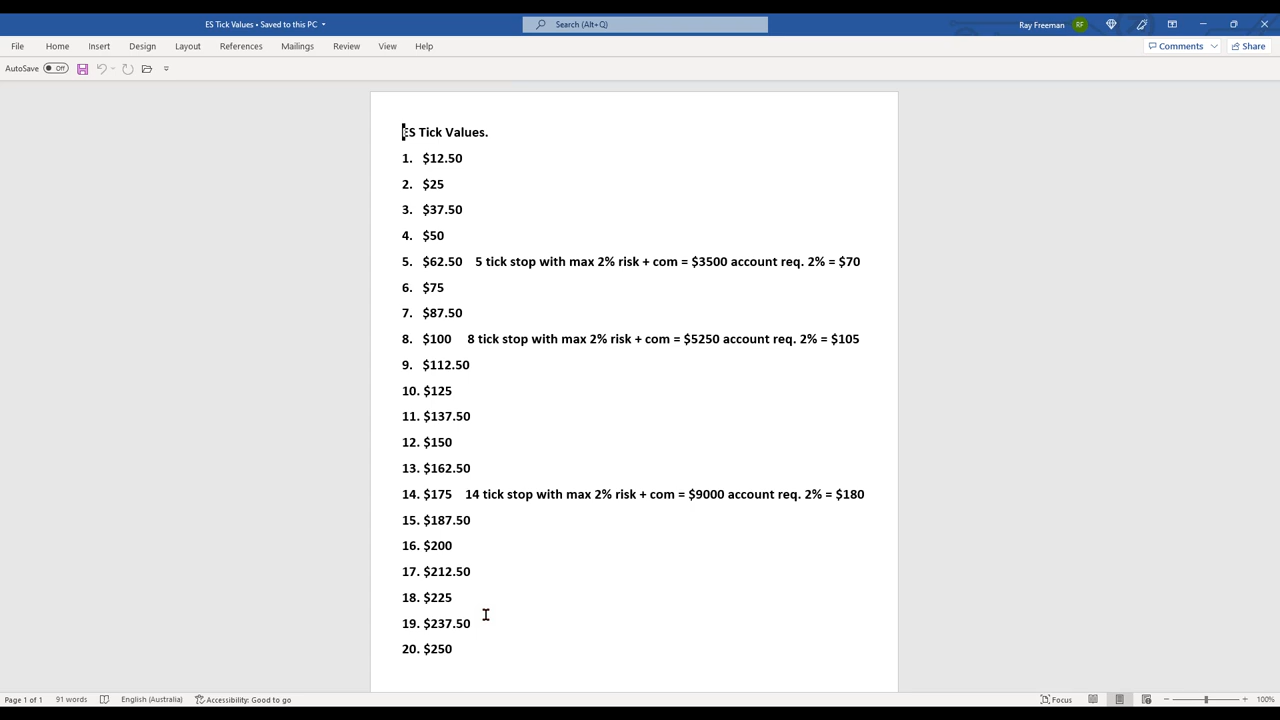 ES Tick Values • Saved to this PC
Search (Alt+Q)
Ray Freeman
RF
File Home Insert Design Layout References Mailings Review View Help
Comments
Share
AutoSave Off
ES Tick Values.
1. $12.50
2. $25
3. $37.50
4. $50
5. $62.50 5 tick stop with max 2% risk + com = $3500 account req. 2% = $70
6. $75
7. $87.50
8. $100 8 tick stop with max 2% risk + com = $5250 account req. 2% = $105
9. $112.50
10. $125
11. $137.50
12. $150
13. $162.50
14. $175 14 tick stop with max 2% risk + com = $9000 account req. 2% = $180
15. $187.50
16. $200
17. $212.50
18. $225
19. $237.50
20. $250
Page 1 of 1 91 words English (Australia) Accessibility: Good to go Focus 100%